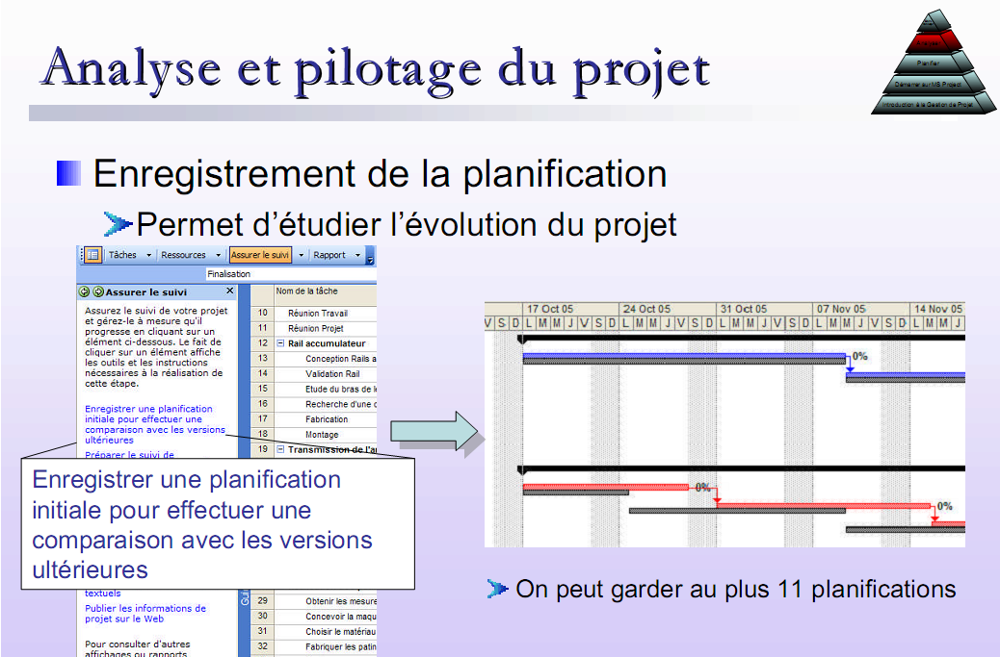 Analyse et pilotage du projet
Planifier
Démarrer sur MS Project
Introduction à la Gestion de Projet
Enregistrement de la planification
Permet d'étudier l'évolution du projet
Tâches Ressources Assurer le suivi Rapport
Finalisation
Assurer le suivi
Assurez le suivi de votre projet
et gérez-le à mesure qu'il
progresse en cliquant sur un
élément ci-dessous. Le fait de
cliquer sur un élément affiche
les outils et les instructions
nécessaires à la réalisation de
cette étape.
Enregistrer une planification
initiale pour effectuer une
comparaison avec les versions
ultérieures
Préparer le suivi de
Enregistrer une planification
initiale pour effectuer une
comparaison avec les versions
ultérieures
textuels
Publier les informations de
projet sur le Web
Pour consulter d'autres
affichages ou rapports
Nom de la tâche
10 Réunion Travail
11 Réunion Projet
12 Rail accumulateur
13 Conception Rails a
14 Validation Rail
15 Etude du bras de l
16 Recherche d'une
17 Fabrication
18 Montage
19 Transmission de l'a
29 Obtenir les mesure
30 Concevoir la maqu
31 Choisir le matériau
32 Fabriquer les patin
17 Oct 05 24 Oct 05 31 Oct 05 07 Nov 05 14 Nov 05
V S D L M M J V S D L M M J V S D L M M J V S D L M M J V S D L M M J
0%
0%
0%
On peut garder au plus 11 planifications